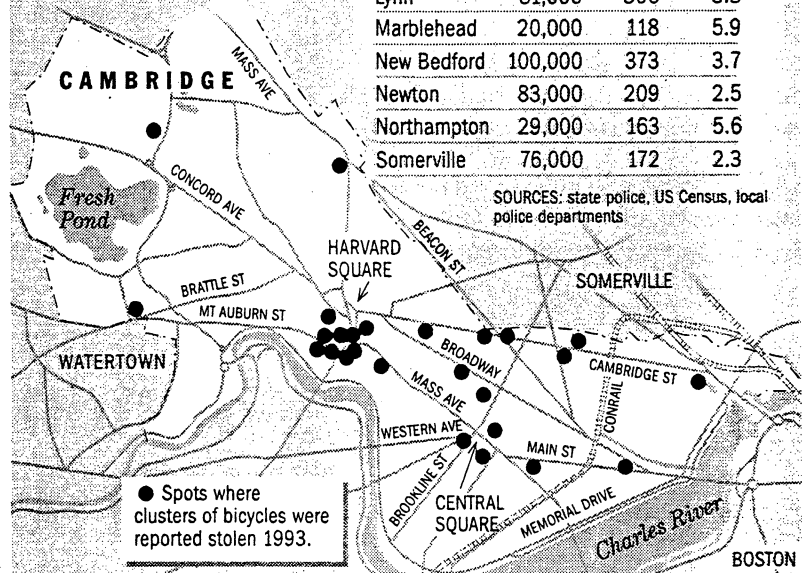 Marblehead 20,000 118 5.9
New Bedford 100,000 373 3.7
Newton 83,000 209 2.5
Northampton 29,000 163 5.6
Somerville 76,000 172 2.3
SOURCES: state police, US Census, local
police departments
CAMBRIDGE
MASS AVE
Fresh
Pond
CONCORD AVE
HARVARD
SQUARE
BEACON ST
SOMERVILLE
BRATTLE ST
MT AUBURN ST
WATERTOWN
BROADWAY
CAMBRIDGE ST
MASS AVE
CONRAIL
WESTERN AVE
MAIN ST
BROOKLINE ST
CENTRAL
SQUARE
MEMORIAL DRIVE
Charles River
BOSTON
● Spots where
clusters of bicycles were
reported stolen 1993.